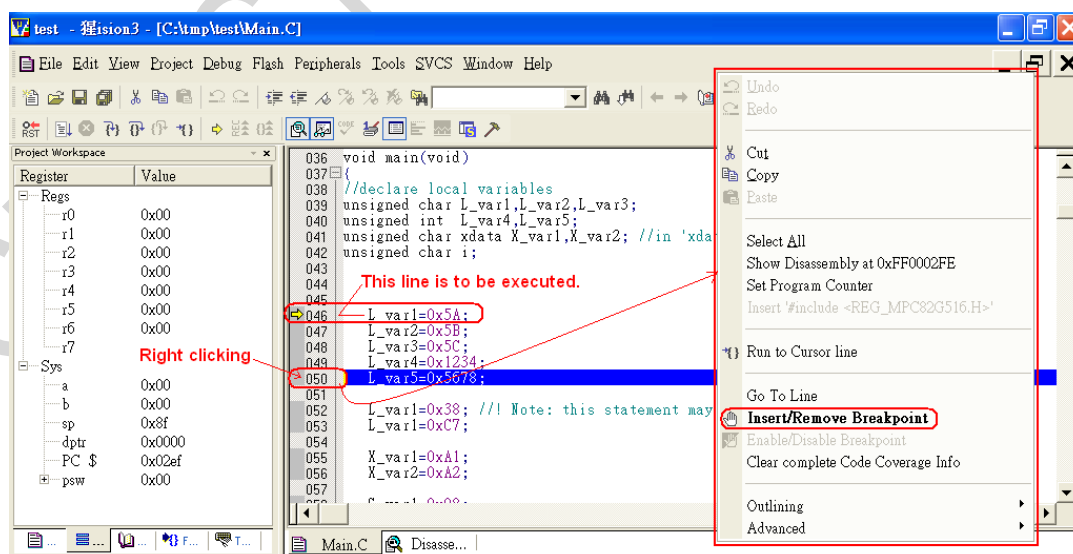 test - 猩ision3 - [C:\tmp\test\Main.C]
File Edit View Project Debug Flash Peripherals Tools SVCS Window Help
RST
Project Workspace
Register Value
Regs
r0 0x00
r1 0x00
r2 0x00
r3 0x00
r4 0x00
r5 0x00
r6 0x00
r7
Sys
a 0x00
b 0x00
sp 0x8f
dptr 0x0000
PC $ 0x02ef
psw 0x00
036 void main(void)
037 {
038 //declare local variables
039 unsigned char L_var1,L_var2,L_var3;
040 unsigned int L_var4,L_var5;
041 unsigned char xdata X_var1,X_var2; //in 'xda
042 unsigned char i;
043
044
This line is to be executed.
045
046 L_var1=0x5A;
047 L_var2=0x5B;
048 L_var3=0x5C;
Right clicking
049 L_var4=0x1234;
050 L_var5=0x5678;
051
052 L_var1=0x38; //! Note: this statement may
053 L_var1=0xC7;
054
055 X_var1=0xA1;
056 X_var2=0xA2;
057
Undo
Redo
Cut
Copy
Paste
Select All
Show Disassembly at 0xFF0002FE
Set Program Counter
Insert '#include <REG_MPC82G516.H>'
Run to Cursor line
Go To Line
Insert/Remove Breakpoint
Enable/Disable Breakpoint
Clear complete Code Coverage Info
Outlining
Advanced
... ... ... F... T...
Main.C Disasse...